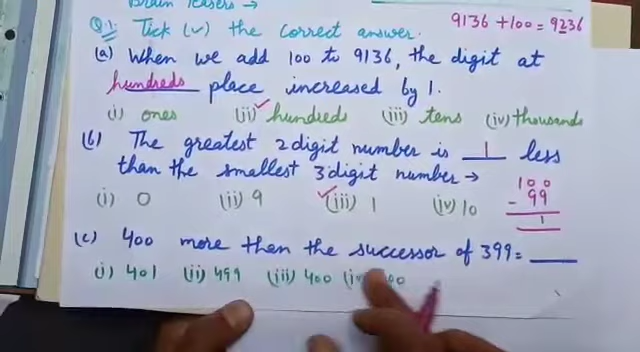 Brain Teasers →
Q.1 Tick (✓) the correct answer.
9136 + 100 = 9236
(a) When we add 100 to 9136, the digit at
hundreds place increased by 1.
(i) ones (ii) ✓ hundreds (iii) tens (iv) thousands
(b) The greatest 2 digit number is 1 less
than the smallest 3 digit number →
(i) 0 (ii) 9 (iii) ✓ 1 (iv) 10
100
- 99
1
(c) 400 more then the successor of 399 = ____
(i) 401 (ii) 499 (iii) 400